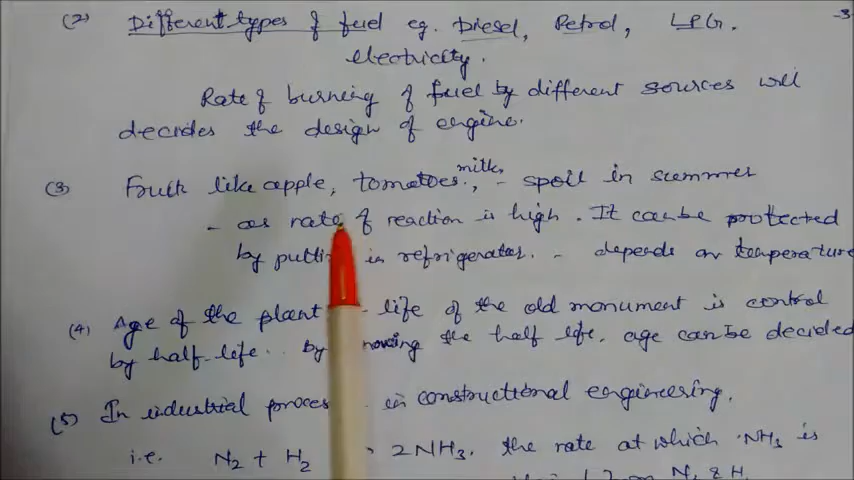 (2) Different types of fuel eg. Diesel, Petrol, LPG.
electricity.
Rate of burning of fuel by different sources will
decides the design of engine.
(3) Fruit like apple, tomatoes, milk, - spoil in summer
- as rate of reaction is high. It can be protected
by putti in refrigerator. - depends on temperature
(4) Age of the plant - life of the old monument is control
by half-life. By nowing the half life, age can be decided
(5) In industrial proces in constructional engineering.
i.e. N2 + H2 2NH3. the rate at which NH3 is